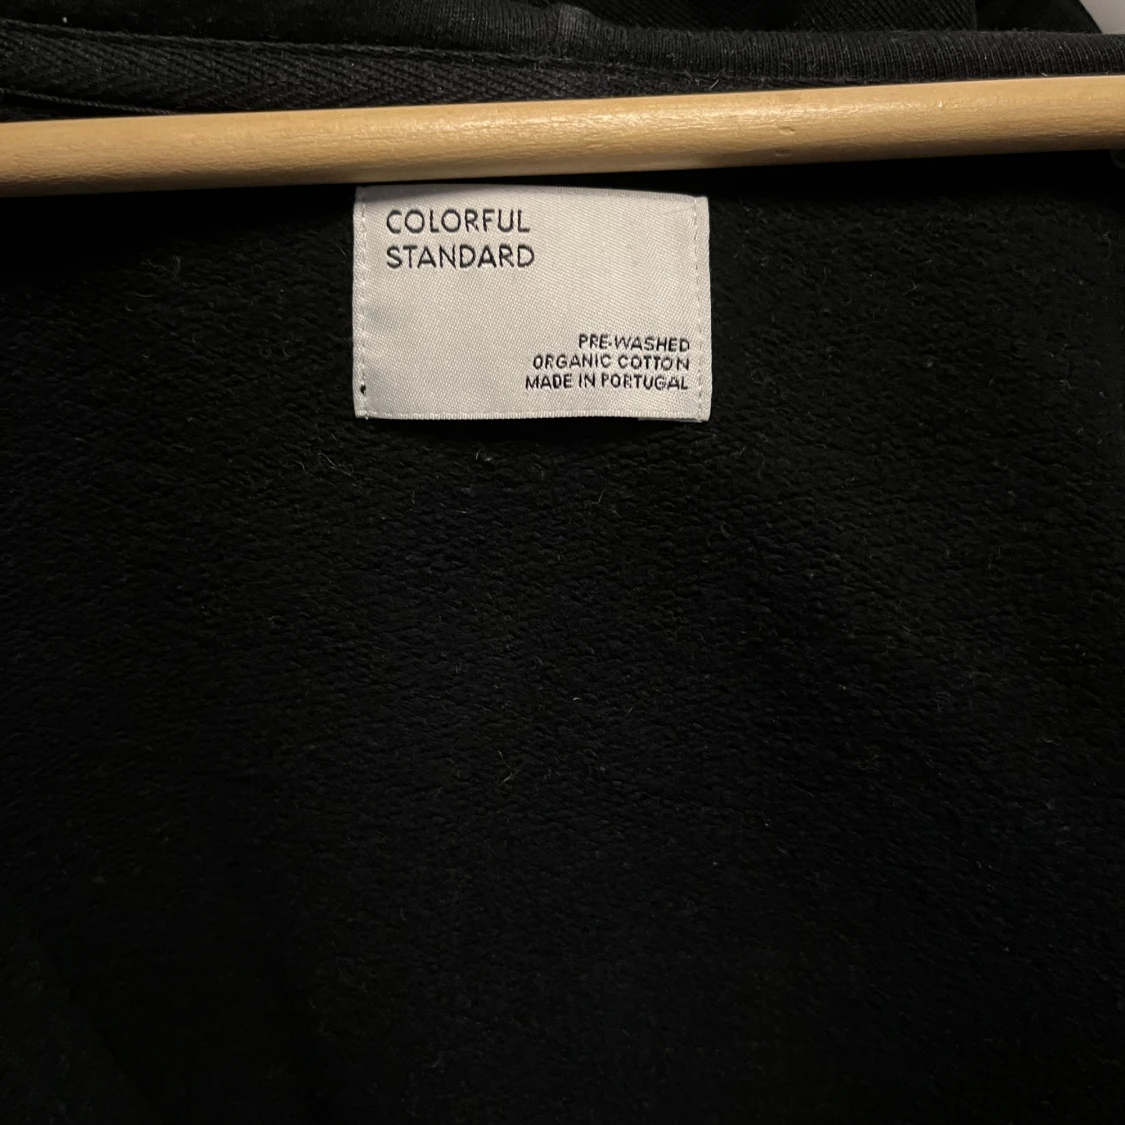 COLORFUL
STANDARD
PRE-WASHED
ORGANIC COTTON
MADE IN PORTUGAL